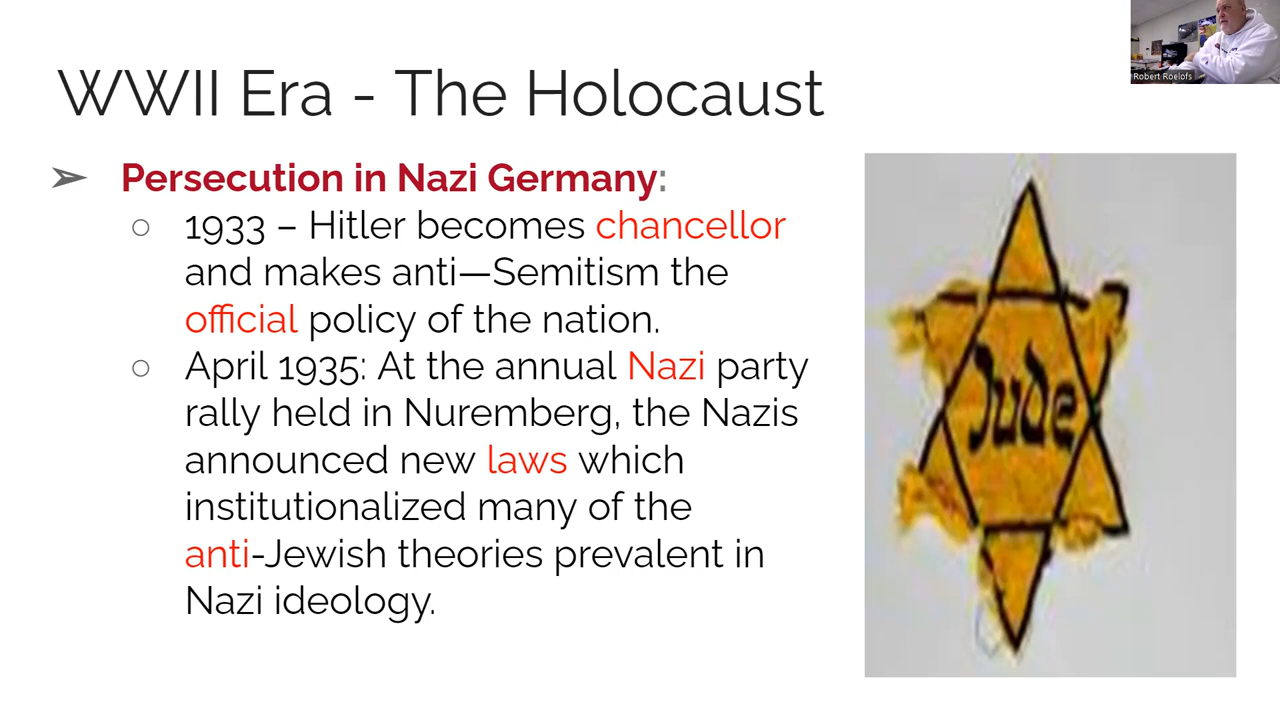 Robert Roelofs
WWII Era - The Holocaust
➢ Persecution in Nazi Germany:
○ 1933 – Hitler becomes chancellor
and makes anti—Semitism the
official policy of the nation.
○ April 1935: At the annual Nazi party
rally held in Nuremberg, the Nazis
announced new laws which
institutionalized many of the
anti-Jewish theories prevalent in
Nazi ideology.
Jude